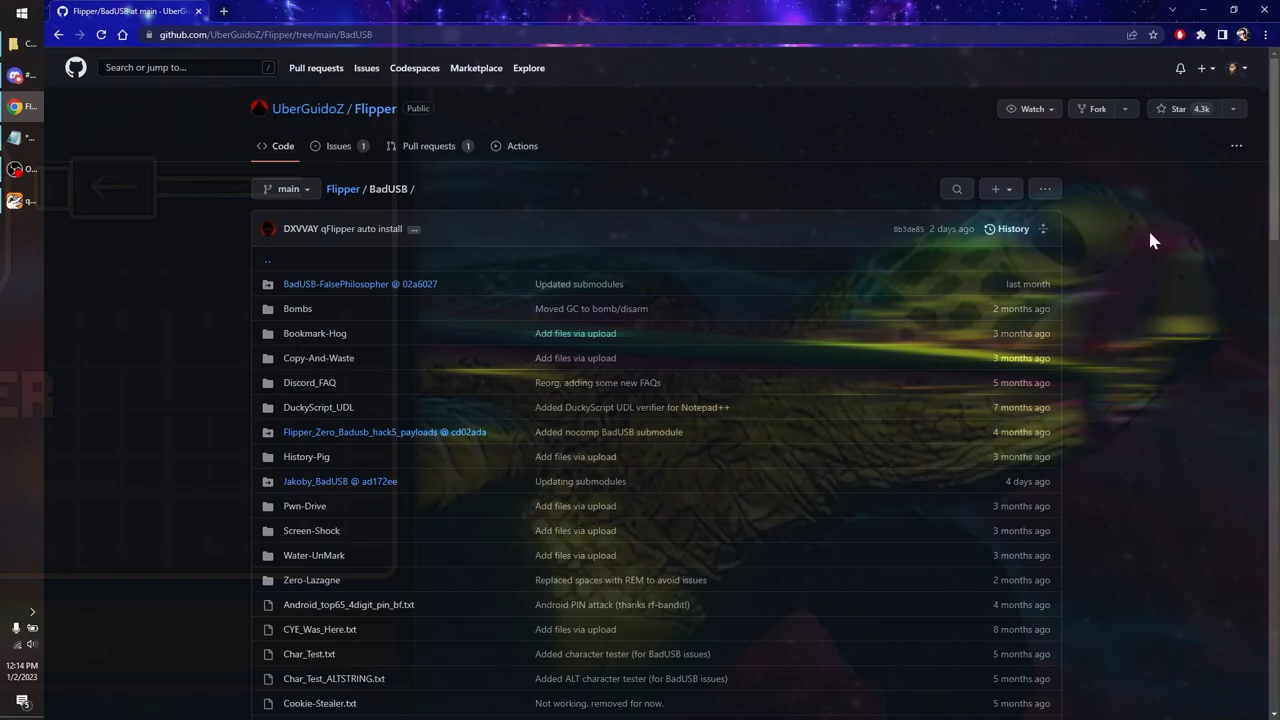 Flipper/BadUSB at main · UberGu
github.com/UberGuidoZ/Flipper/tree/main/BadUSB
Search or jump to...
/
Pull requests
Issues
Codespaces
Marketplace
Explore
UberGuidoZ / Flipper
Public
Watch
Fork
Star 4.3k
Code
Issues 1
Pull requests 1
Actions
main
Flipper / BadUSB /
DXVVAY qFlipper auto install ...
8b3de85 2 days ago
History
..
BadUSB-FalsePhilosopher @ 02a6027 Updated submodules last month
Bombs Moved GC to bomb/disarm 2 months ago
Bookmark-Hog Add files via upload 3 months ago
Copy-And-Waste Add files via upload 3 months ago
Discord_FAQ Reorg, adding some new FAQs 5 months ago
DuckyScript_UDL Added DuckyScript UDL verifier for Notepad++ 7 months ago
Flipper_Zero_Badusb_hack5_payloads @ cd02ada Added nocomp BadUSB submodule 4 months ago
History-Pig Add files via upload 3 months ago
Jakoby_BadUSB @ ad172ee Updating submodules 4 days ago
Pwn-Drive Add files via upload 3 months ago
Screen-Shock Add files via upload 3 months ago
Water-UnMark Add files via upload 3 months ago
Zero-Lazagne Replaced spaces with REM to avoid issues 2 months ago
Android_top65_4digit_pin_bf.txt Android PIN attack (thanks rf-bandit!) 4 months ago
CYE_Was_Here.txt Add files via upload 8 months ago
Char_Test.txt Added character tester (for BadUSB issues) 5 months ago
Char_Test_ALTSTRING.txt Added ALT character tester (for BadUSB issues) 5 months ago
Cookie-Stealer.txt Not working, removed for now. 5 months ago
C...
#...
Fl...
"...
O...
q...
12:14 PM
1/2/2023